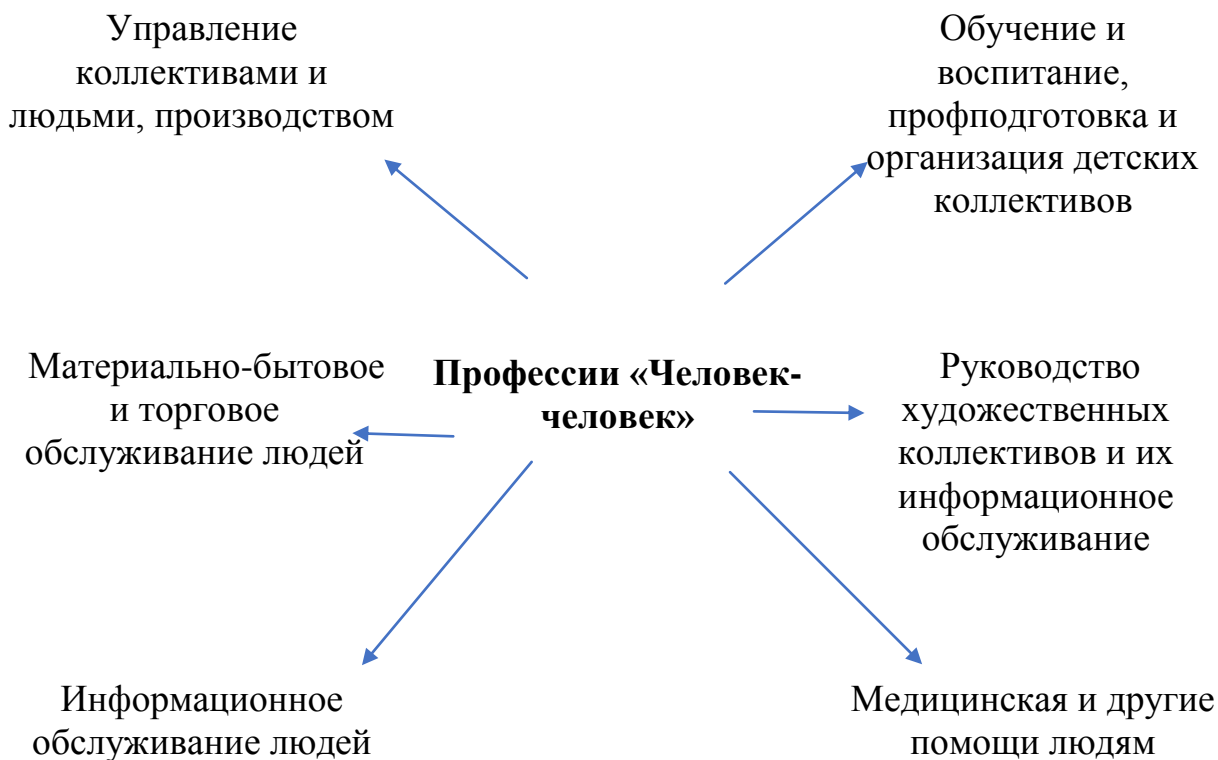 Управление
коллективами и
людьми, производством
Обучение и
воспитание,
профподготовка и
организация детских
коллективов
Материально-бытовое
и торговое
обслуживание людей
Профессии «Человек-
человек»
Руководство
художественных
коллективов и их
информационное
обслуживание
Информационное
обслуживание людей
Медицинская и другие
помощи людям